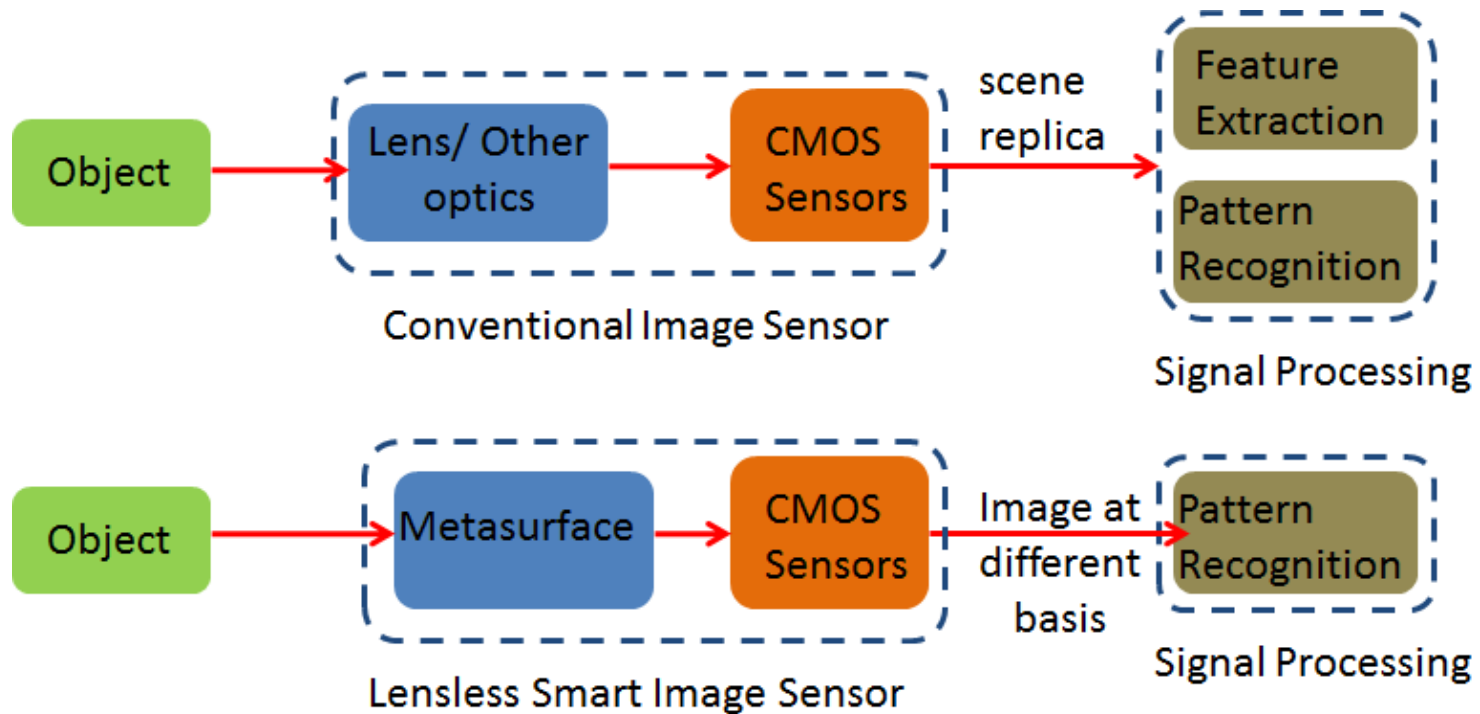 Object
Lens/ Other
optics
CMOS
Sensors
scene
replica
Feature
Extraction
Pattern
Recognition
Conventional Image Sensor
Signal Processing
Object
Metasurface
CMOS
Sensors
Image at
different
basis
Pattern
Recognition
Lensless Smart Image Sensor
Signal Processing